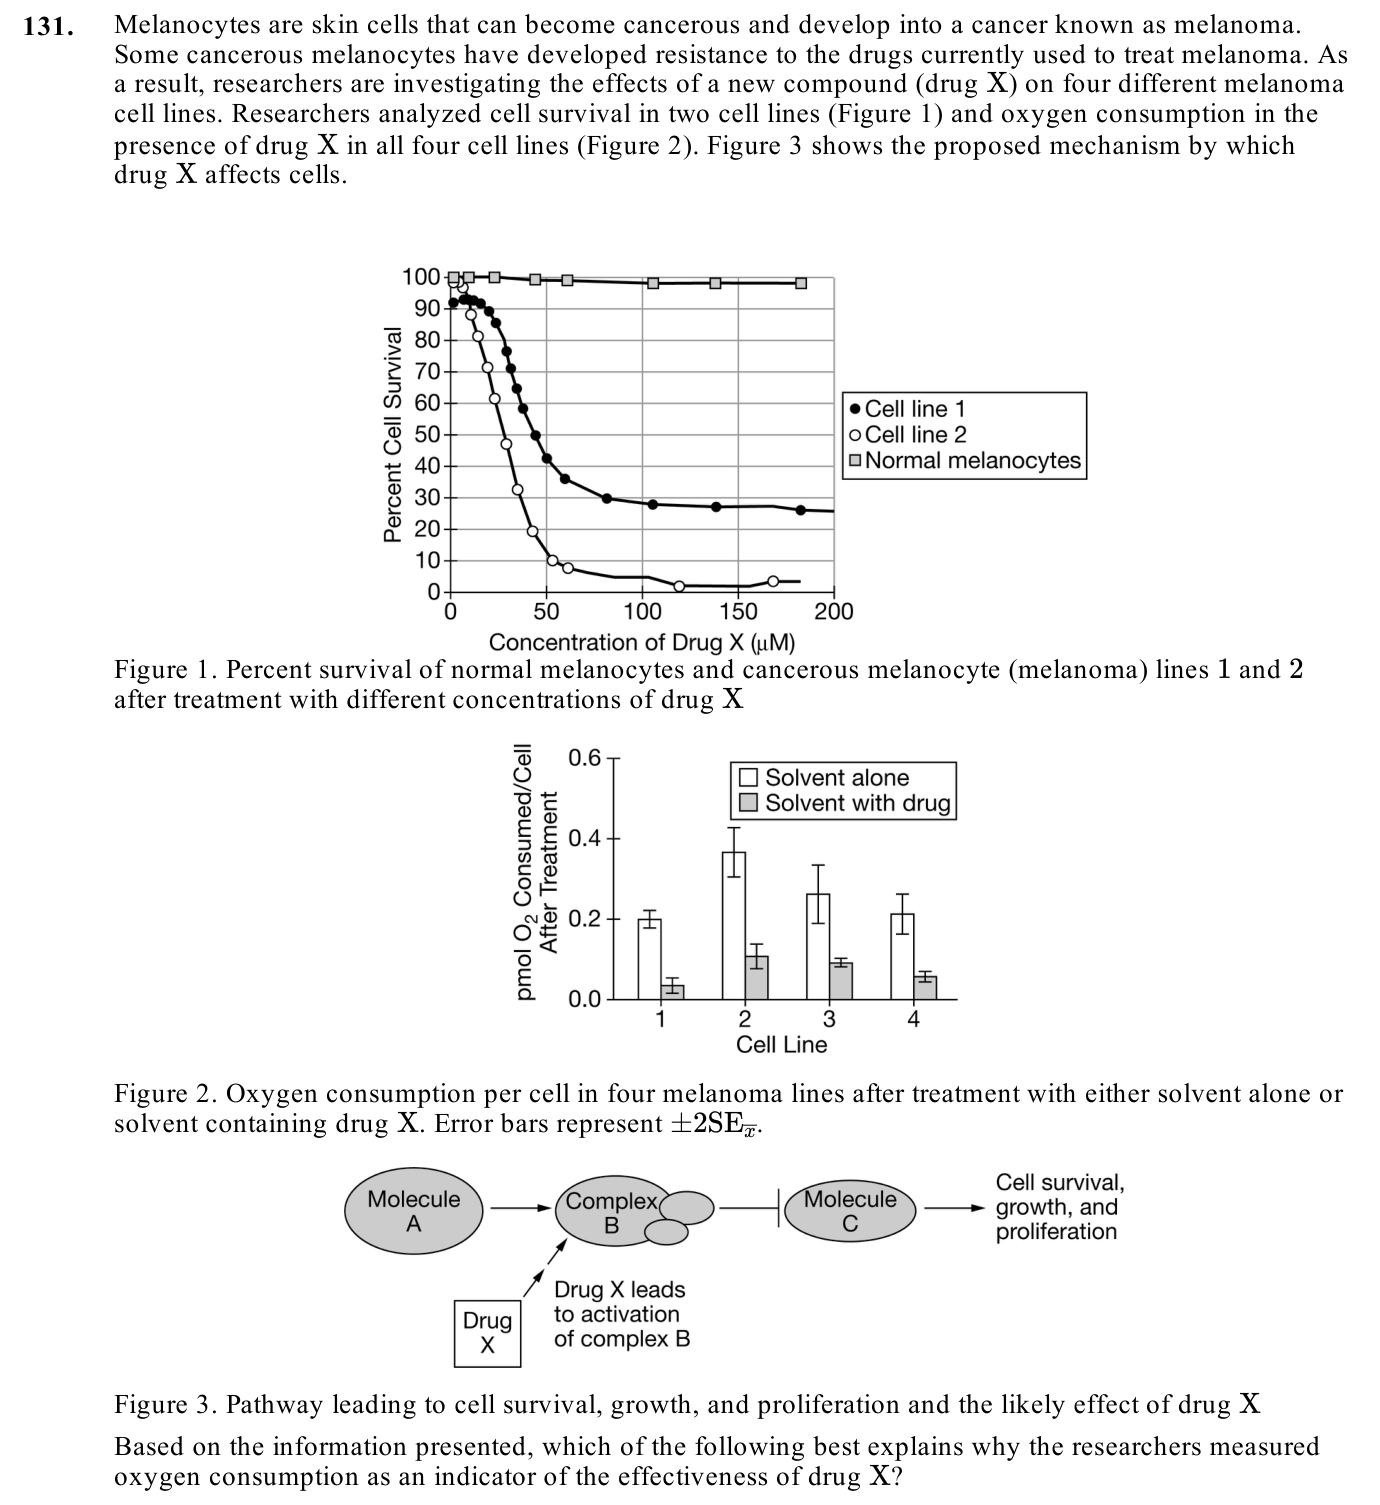 131. Melanocytes are skin cells that can become cancerous and develop into a cancer known as melanoma.
Some cancerous melanocytes have developed resistance to the drugs currently used to treat melanoma. As
a result, researchers are investigating the effects of a new compound (drug X) on four different melanoma
cell lines. Researchers analyzed cell survival in two cell lines (Figure 1) and oxygen consumption in the
presence of drug X in all four cell lines (Figure 2). Figure 3 shows the proposed mechanism by which
drug X affects cells.
Percent Cell Survival
100
90
80
70
60
50
40
30
20
10
0
0 50 100 150 200
Concentration of Drug X (μM)
Cell line 1
Cell line 2
Normal melanocytes
Figure 1. Percent survival of normal melanocytes and cancerous melanocyte (melanoma) lines 1 and 2
after treatment with different concentrations of drug X
pmol O₂ Consumed/Cell
After Treatment
0.6
0.4
0.2
0.0
Solvent alone
Solvent with drug
1 2 3 4
Cell Line
Figure 2. Oxygen consumption per cell in four melanoma lines after treatment with either solvent alone or
solvent containing drug X. Error bars represent ±2SE_x̅.
Molecule
A
Complex
B
Molecule
C
Cell survival,
growth, and
proliferation
Drug
X
Drug X leads
to activation
of complex B
Figure 3. Pathway leading to cell survival, growth, and proliferation and the likely effect of drug X
Based on the information presented, which of the following best explains why the researchers measured
oxygen consumption as an indicator of the effectiveness of drug X?